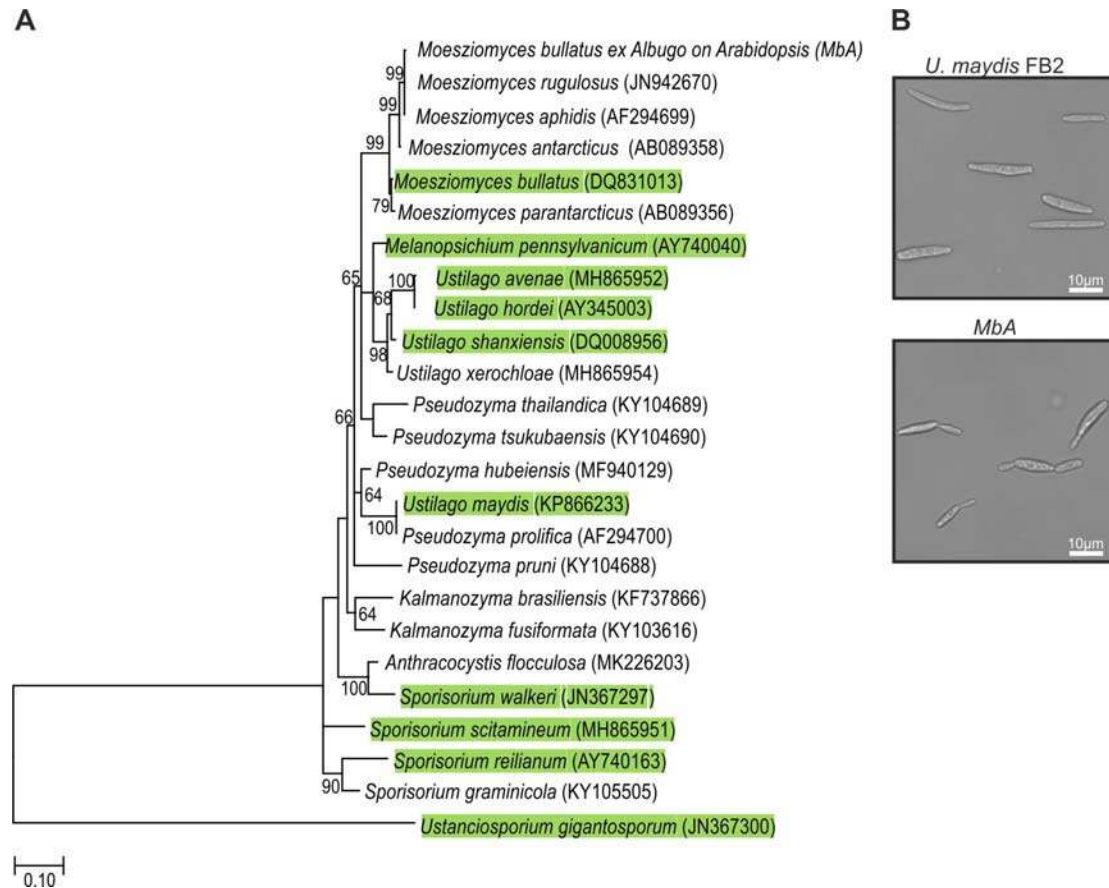 A
B
Moesziomyces bullatus ex Albugo on Arabidopsis (MbA)
99
Moesziomyces rugulosus (JN942670)
99
Moesziomyces aphidis (AF294699)
99
Moesziomyces antarcticus (AB089358)
Moesziomyces bullatus (DQ831013)
79
Moesziomyces parantarcticus (AB089356)
Melanopsichium pennsylvanicum (AY740040)
65
100
Ustilago avenae (MH865952)
68
Ustilago hordei (AY345003)
Ustilago shanxiensis (DQ008956)
98
Ustilago xerochloae (MH865954)
Pseudozyma thailandica (KY104689)
66
Pseudozyma tsukubaensis (KY104690)
Pseudozyma hubeiensis (MF940129)
64
Ustilago maydis (KP866233)
100
Pseudozyma prolifica (AF294700)
Pseudozyma pruni (KY104688)
Kalmanozyma brasiliensis (KF737866)
64
Kalmanozyma fusiformata (KY103616)
Anthracocystis flocculosa (MK226203)
100
Sporisorium walkeri (JN367297)
Sporisorium scitamineum (MH865951)
Sporisorium reilianum (AY740163)
90
Sporisorium graminicola (KY105505)
Ustanciosporium gigantosporum (JN367300)
0.10
U. maydis FB2
10µm
MbA
10µm